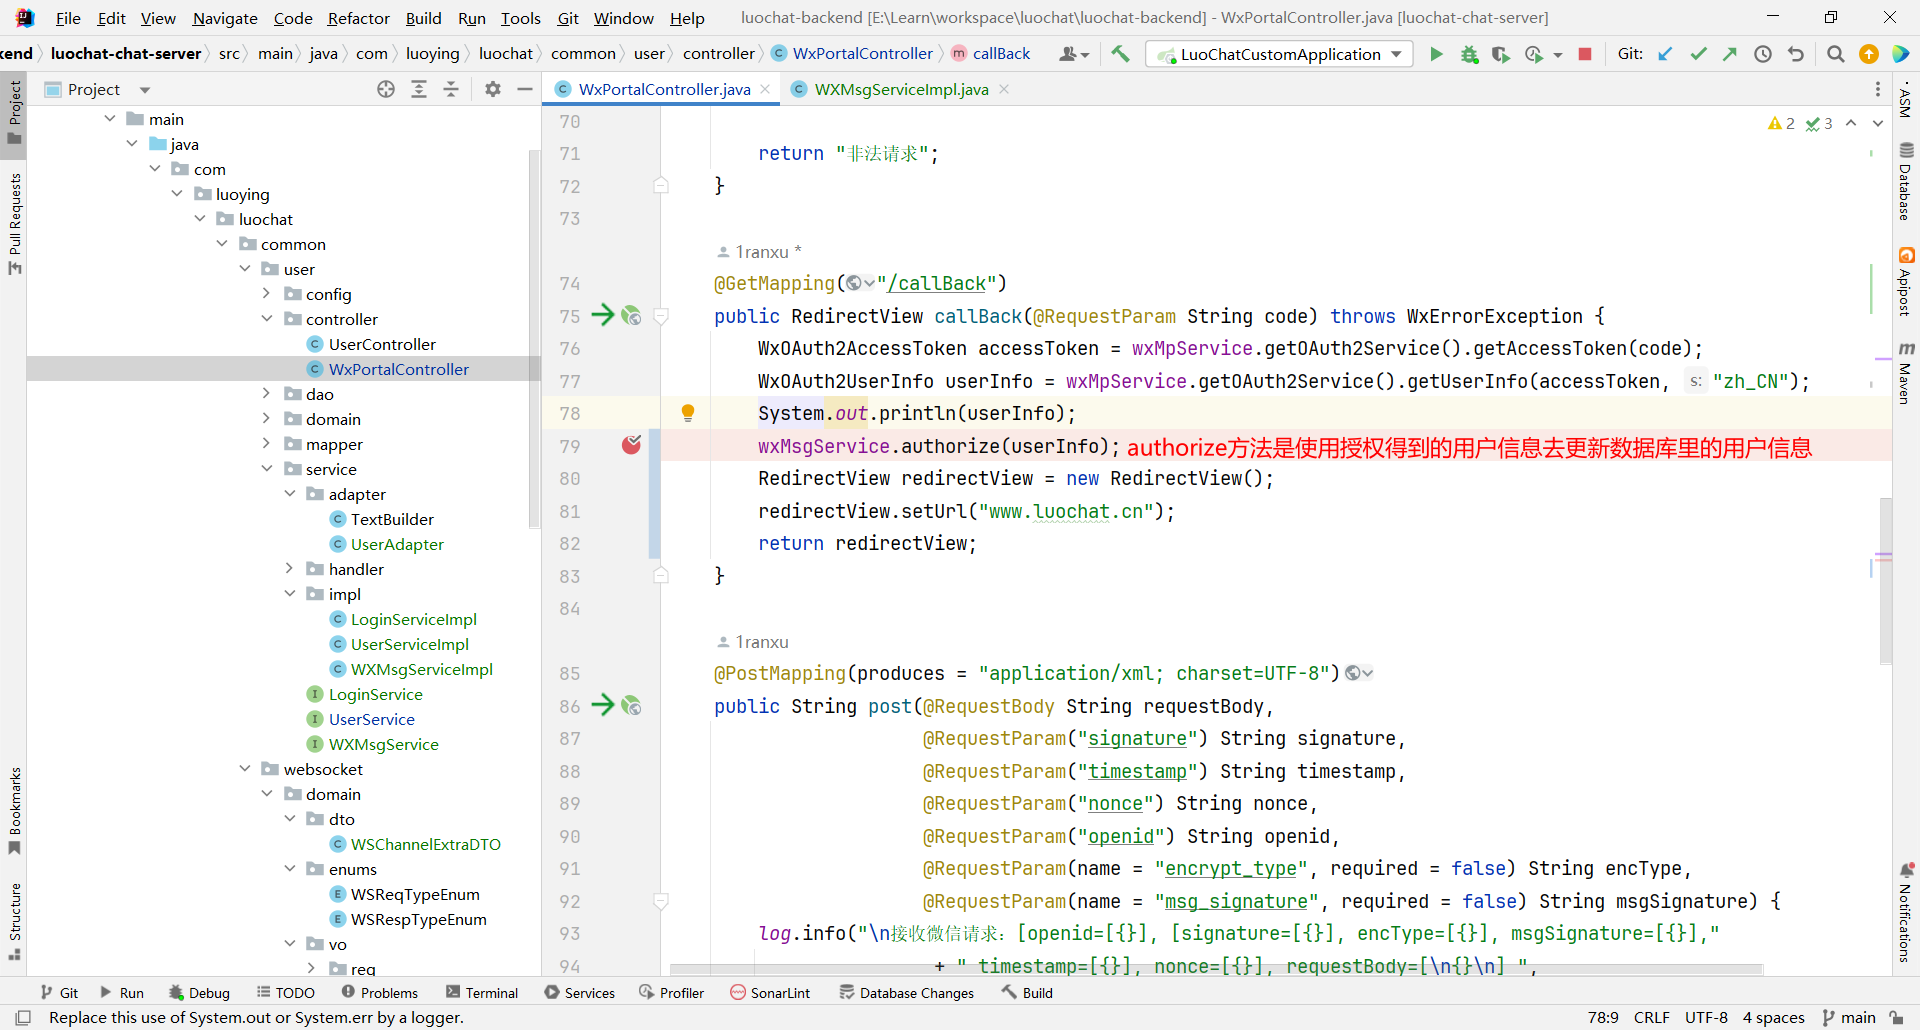 File Edit View Navigate Code Refactor Build Run Tools Git Window Help luochat-backend [E:\Learn\workspace\luochat\luochat-backend] - WxPortalController.java [luochat-chat-server]
kend luochat-chat-server src main java com luoying luochat common user controller WxPortalController callBack LuoChatCustomApplication Git:
Project
WxPortalController.java WXMsgServiceImpl.java
Project
Pull Requests
Bookmarks
Structure
main
java
com
luoying
luochat
common
user
config
controller
UserController
WxPortalController
dao
domain
mapper
service
adapter
TextBuilder
UserAdapter
handler
impl
LoginServiceImpl
UserServiceImpl
WXMsgServiceImpl
LoginService
UserService
WXMsgService
websocket
domain
dto
WSChannelExtraDTO
enums
WSReqTypeEnum
WSRespTypeEnum
vo
req
2 3
70
71 return "非法请求";
72 }
73
1ranxu *
74 @GetMapping("/callBack")
75 public RedirectView callBack(@RequestParam String code) throws WxErrorException {
76 WxOAuth2AccessToken accessToken = wxMpService.getOAuth2Service().getAccessToken(code);
77 WxOAuth2UserInfo userInfo = wxMpService.getOAuth2Service().getUserInfo(accessToken, s: "zh_CN");
78 System.out.println(userInfo);
79 wxMsgService.authorize(userInfo); authorize方法是使用授权得到的用户信息去更新数据库里的用户信息
80 RedirectView redirectView = new RedirectView();
81 redirectView.setUrl("www.luochat.cn");
82 return redirectView;
83 }
84
1ranxu
85 @PostMapping(produces = "application/xml; charset=UTF-8")
86 public String post(@RequestBody String requestBody,
87 @RequestParam("signature") String signature,
88 @RequestParam("timestamp") String timestamp,
89 @RequestParam("nonce") String nonce,
90 @RequestParam("openid") String openid,
91 @RequestParam(name = "encrypt_type", required = false) String encType,
92 @RequestParam(name = "msg_signature", required = false) String msgSignature) {
93 log.info("\n接收微信请求：[openid=[{}], [signature=[{}], encType=[{}], msgSignature=[{}],"
94 + " timestamp=[{}], nonce=[{}], requestBody=[\n{}\n] ",
ASM
Database
Apipost
Maven
Notifications
Git Run Debug TODO Problems Terminal Services Profiler SonarLint Database Changes Build
Replace this use of System.out or System.err by a logger. 78:9 CRLF UTF-8 4 spaces main